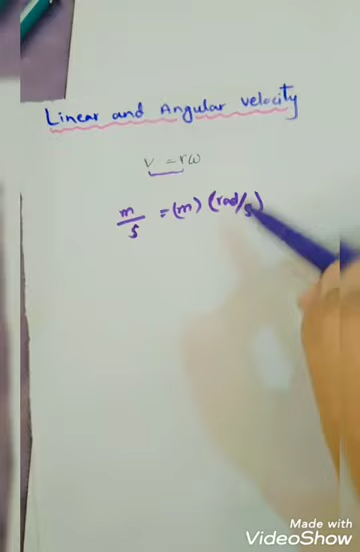 Linear and Angular velocity
v = rω
m/s = (m) (rad/s)
Made with
VideoShow